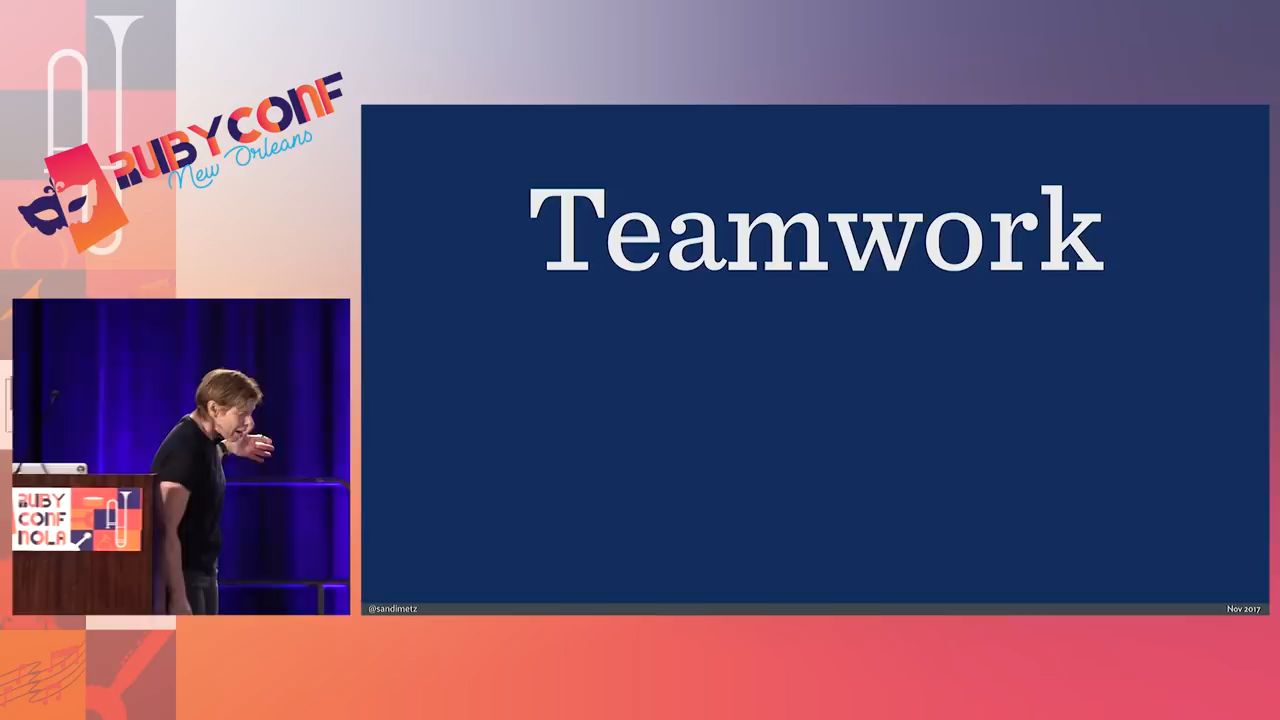 RUBYCONF
New Orleans
Teamwork
RUBY
CONF
NOLA
@sandimetz
Nov 2017